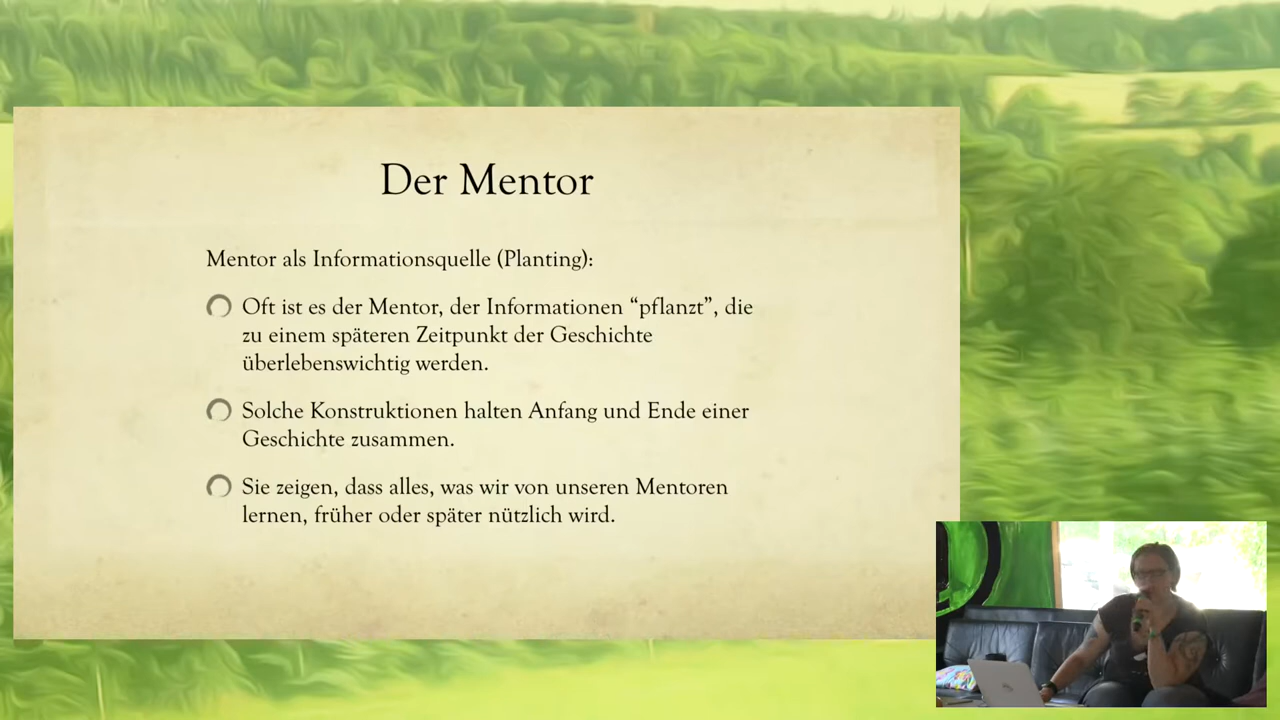 Der Mentor
Mentor als Informationsquelle (Planting):
Oft ist es der Mentor, der Informationen “pflanzt”, die
zu einem späteren Zeitpunkt der Geschichte
überlebenswichtig werden.
Solche Konstruktionen halten Anfang und Ende einer
Geschichte zusammen.
Sie zeigen, dass alles, was wir von unseren Mentoren
lernen, früher oder später nützlich wird.